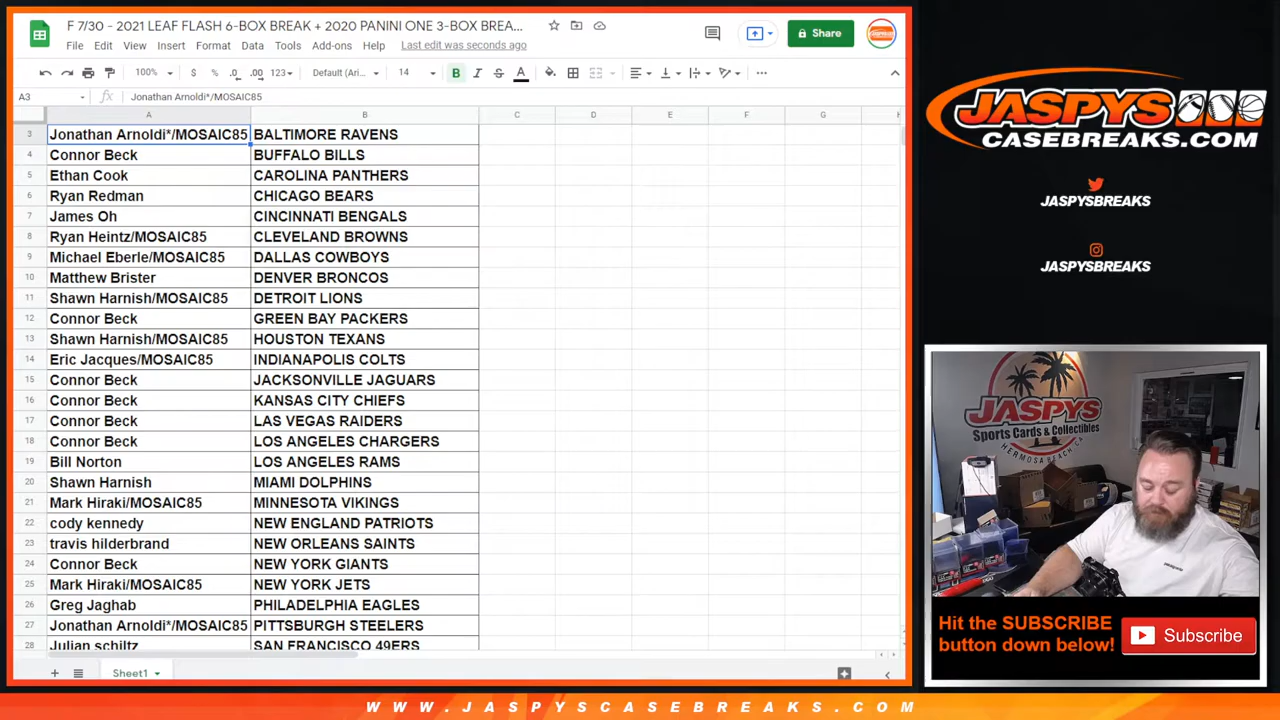 F 7/30 - 2021 LEAF FLASH 6-BOX BREAK + 2020 PANINI ONE 3-BOX BREA...
File Edit View Insert Format Data Tools Add-ons Help Last edit was seconds ago
Share
100% $ % .0 .00 123 Default (Ari... 14 B I S A
A3 fx Jonathan Arnoldi*/MOSAIC85
A B C D E F G H
3 Jonathan Arnoldi*/MOSAIC85 BALTIMORE RAVENS
4 Connor Beck BUFFALO BILLS
5 Ethan Cook CAROLINA PANTHERS
6 Ryan Redman CHICAGO BEARS
7 James Oh CINCINNATI BENGALS
8 Ryan Heintz/MOSAIC85 CLEVELAND BROWNS
9 Michael Eberle/MOSAIC85 DALLAS COWBOYS
10 Matthew Brister DENVER BRONCOS
11 Shawn Harnish/MOSAIC85 DETROIT LIONS
12 Connor Beck GREEN BAY PACKERS
13 Shawn Harnish/MOSAIC85 HOUSTON TEXANS
14 Eric Jacques/MOSAIC85 INDIANAPOLIS COLTS
15 Connor Beck JACKSONVILLE JAGUARS
16 Connor Beck KANSAS CITY CHIEFS
17 Connor Beck LAS VEGAS RAIDERS
18 Connor Beck LOS ANGELES CHARGERS
19 Bill Norton LOS ANGELES RAMS
20 Shawn Harnish MIAMI DOLPHINS
21 Mark Hiraki/MOSAIC85 MINNESOTA VIKINGS
22 cody kennedy NEW ENGLAND PATRIOTS
23 travis hilderbrand NEW ORLEANS SAINTS
24 Connor Beck NEW YORK GIANTS
25 Mark Hiraki/MOSAIC85 NEW YORK JETS
26 Greg Jaghab PHILADELPHIA EAGLES
27 Jonathan Arnoldi*/MOSAIC85 PITTSBURGH STEELERS
28 Julian schiltz SAN FRANCISCO 49ERS
Sheet1
JASPYS
CASEBREAKS.COM
JASPYSBREAKS
JASPYSBREAKS
JASPYS
Sports Cards & Collectibles
HERMOSA BEACH CA
Hit the SUBSCRIBE
button down below!
Subscribe
WWW.JASPYSCASEBREAKS.COM